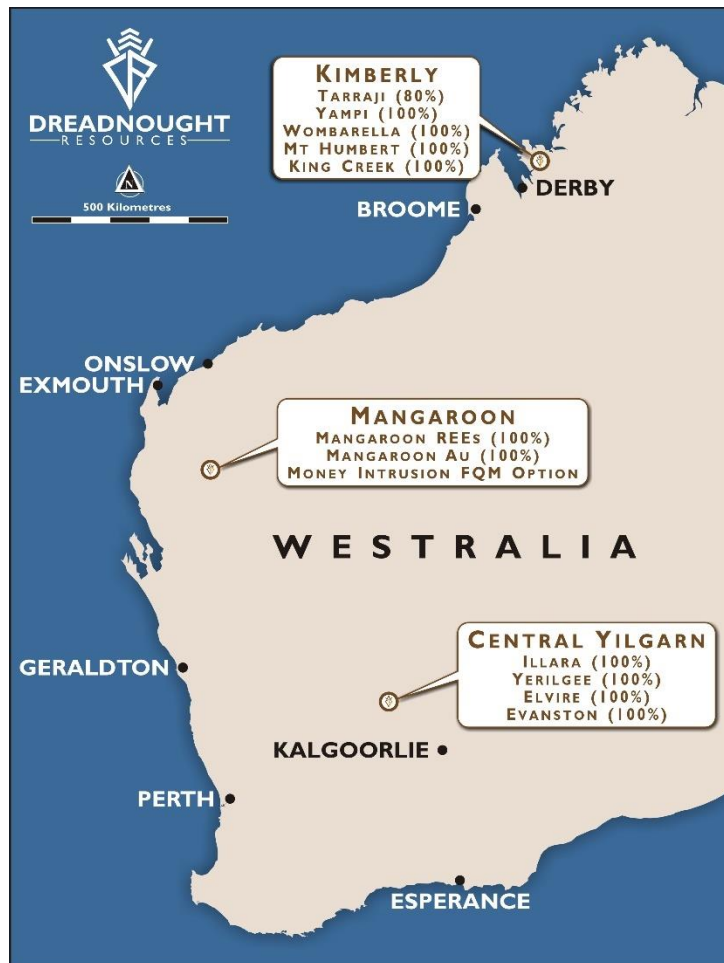 DREADNOUGHT
RESOURCES
N
500 Kilometres
KIMBERLY
TARRAJI (80%)
YAMPI (100%)
WOMBARELLA (100%)
MT HUMBERT (100%)
KING CREEK (100%)
DERBY
BROOME
ONSLOW
EXMOUTH
MANGAROON
MANGAROON REES (100%)
MANGAROON AU (100%)
MONEY INTRUSION FQM OPTION
WESTRALIA
CENTRAL YILGARN
ILLARA (100%)
YERILGEE (100%)
ELVIRE (100%)
EVANSTON (100%)
GERALDTON
KALGOORLIE
PERTH
ESPERANCE